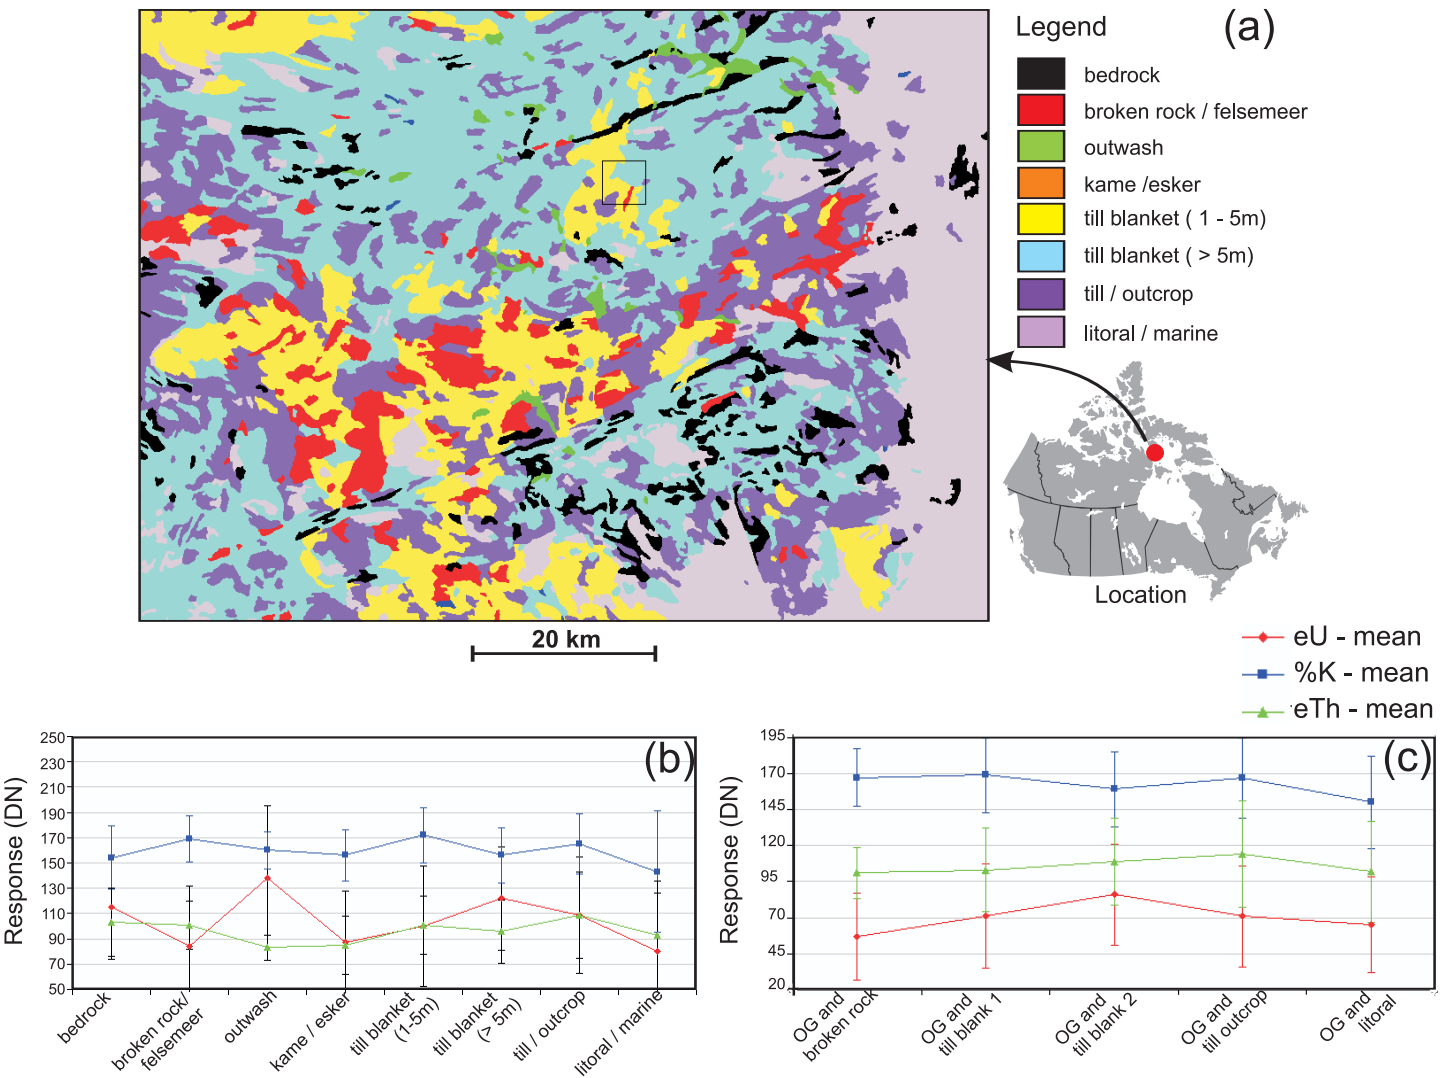 Legend
(a)
bedrock
broken rock / felsemeer
outwash
kame /esker
till blanket ( 1 - 5m)
till blanket ( > 5m)
till / outcrop
litoral / marine
Location
20 km
eU - mean
%K - mean
eTh - mean
(b)
Response (DN)
250
230
210
190
170
150
130
110
90
70
50
bedrock
broken rock/
felsemeer
outwash
kame / esker
till blanket
(1-5m)
till blanket
(> 5m)
till / outcrop
litoral / marine
(c)
Response (DN)
195
170
145
120
95
70
45
20
OG and
broken rock
OG and
till blank 1
OG and
till blank 2
OG and
till outcrop
OG and
litoral